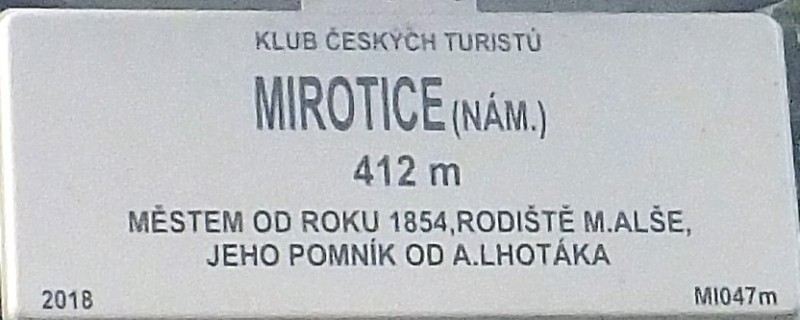 KLUB ČESKÝCH TURISTŮ
MIROTICE (NÁM.)
412 m
MĚSTEM OD ROKU 1854,RODIŠTĚ M.ALŠE,
JEHO POMNÍK OD A.LHOTÁKA
2018 MI047m